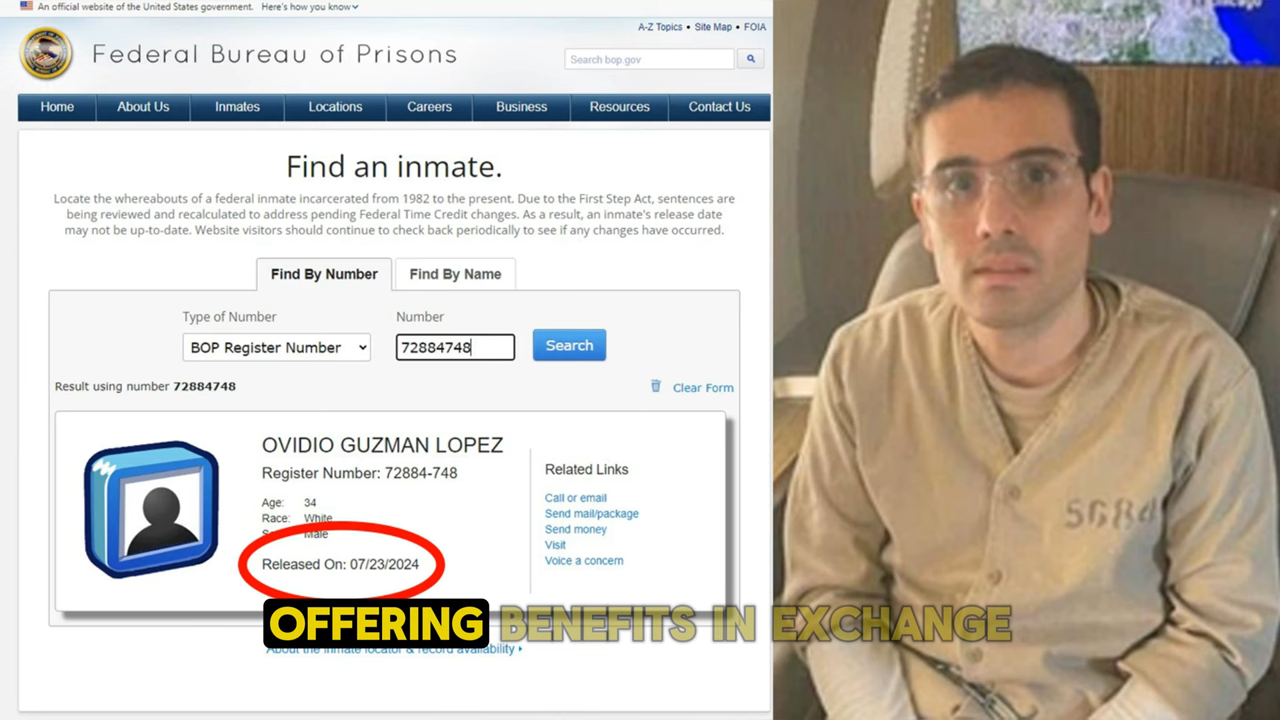 An official website of the United States government. Here's how you know
A-Z Topics • Site Map • FOIA
Federal Bureau of Prisons
Search bop.gov
Home About Us Inmates Locations Careers Business Resources Contact Us
Find an inmate.
Locate the whereabouts of a federal inmate incarcerated from 1982 to the present. Due to the First Step Act, sentences are
being reviewed and recalculated to address pending Federal Time Credit changes. As a result, an inmate's release date
may not be up-to-date. Website visitors should continue to check back periodically to see if any changes have occurred.
Find By Number Find By Name
Type of Number Number
BOP Register Number 72884748 Search
Result using number 72884748 Clear Form
OVIDIO GUZMAN LOPEZ
Register Number: 72884-748
Age: 34
Race: White
Male
Released On: 07/23/2024
Related Links
Call or email
Send mail/package
Send money
Visit
Voice a concern
OFFERING BENEFITS IN EXCHANGE
About the inmate locator & record availability